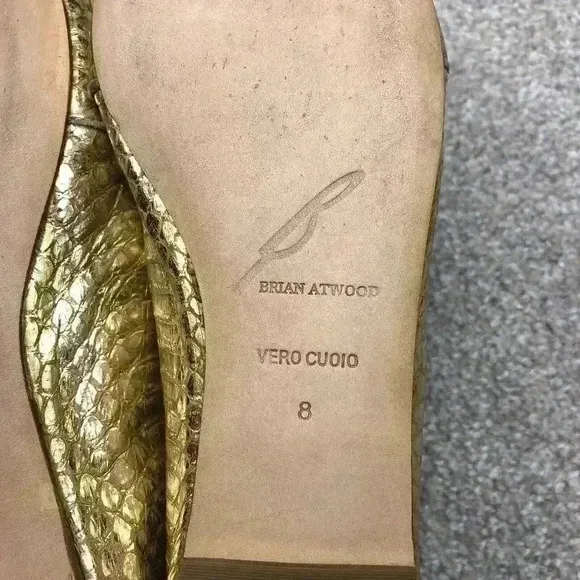 B
BRIAN ATWOOD
VERO CUOIO
8